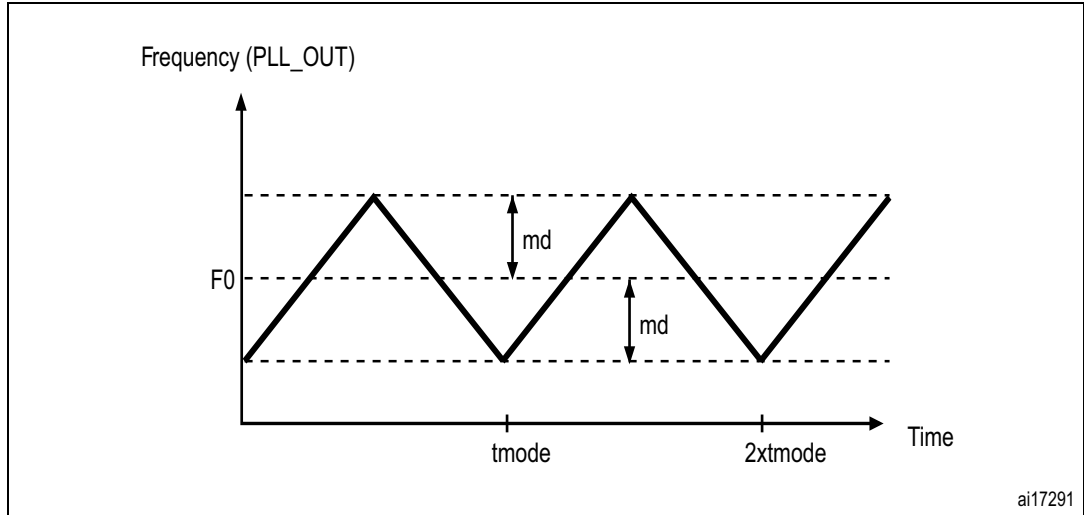 Frequency (PLL_OUT)
md
F0
md
tmode
2xtmode
Time
ai17291